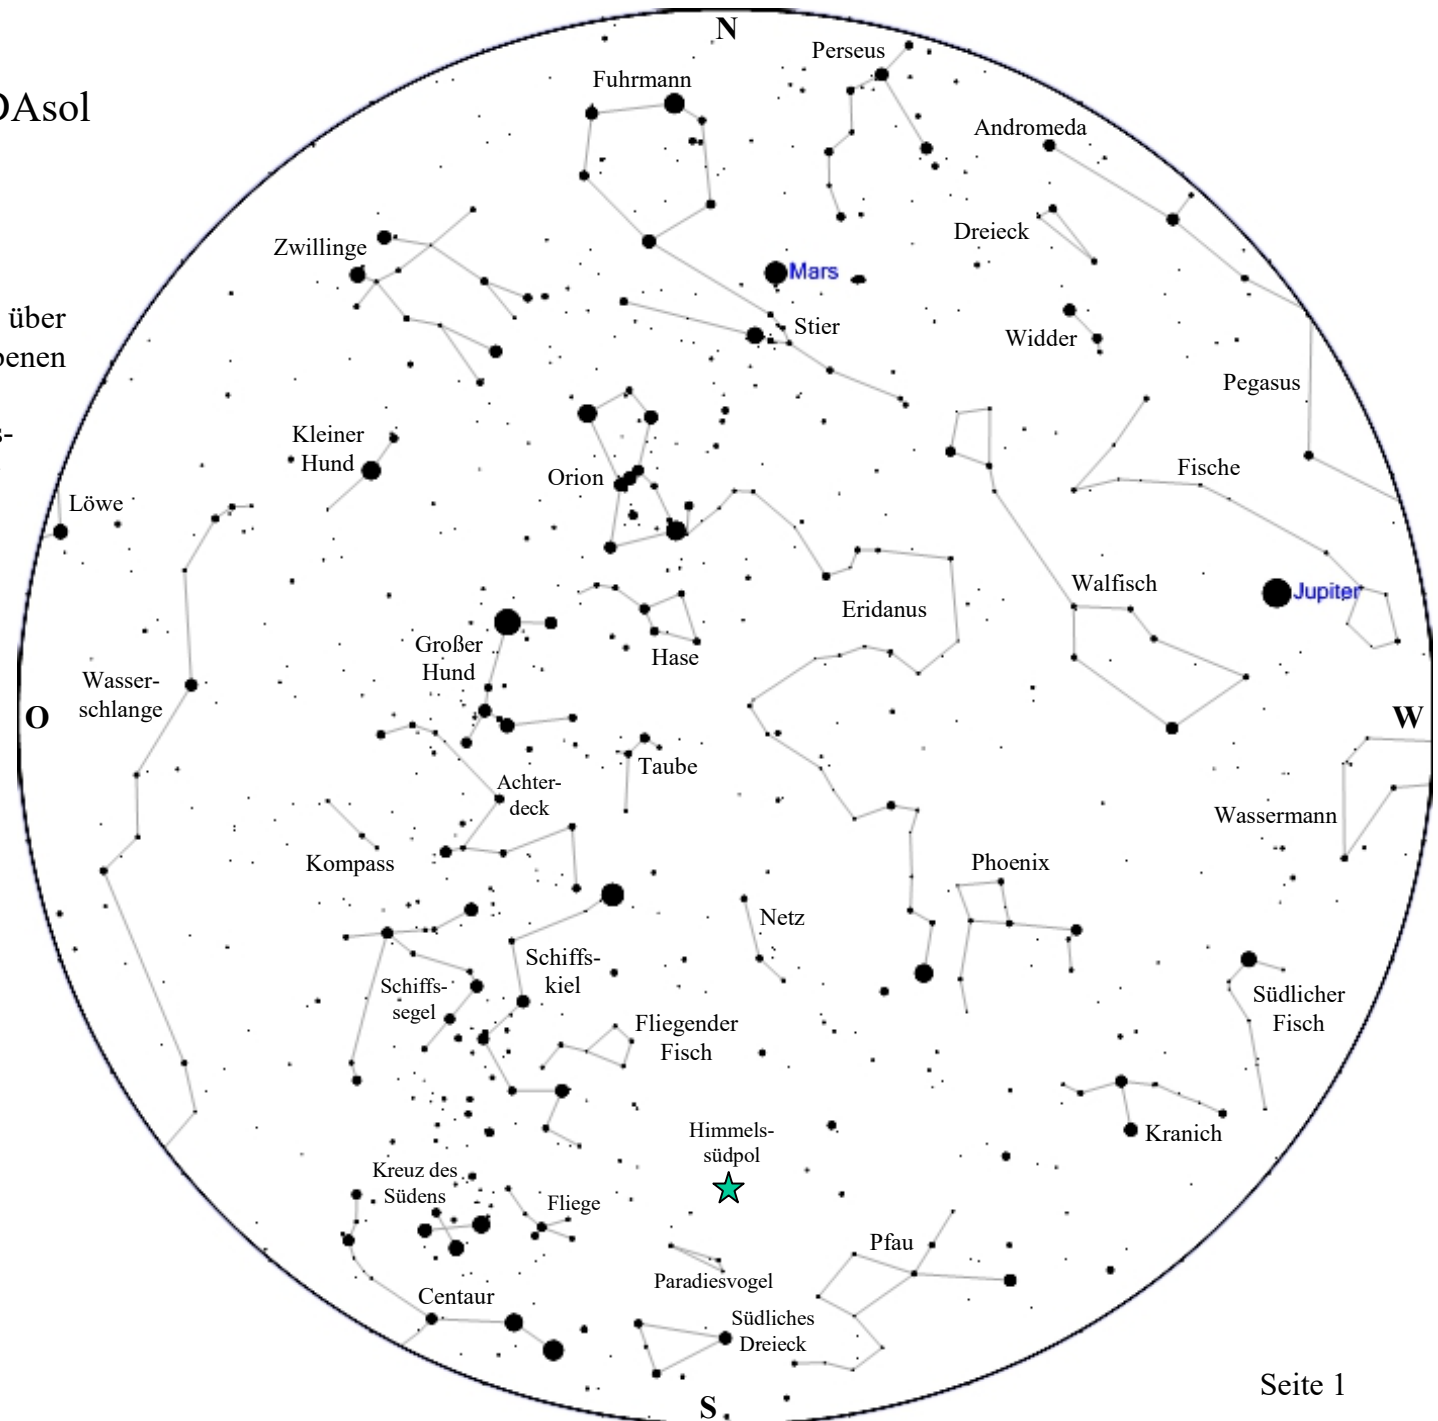 N
Perseus
Fuhrmann
Asol
Andromeda
Dreieck
Zwillinge
Mars
über
Stier
Widder
Pegasus
Kleiner
Hund
Fische
Orion
Löwe
Walfisch
Jupiter
Eridanus
Großer
Hund
Hase
Wasser-
schlange
O
W
Taube
Achter-
deck
Wassermann
Kompass
Phoenix
Netz
Schiffs-
kiel
Schiffs-
segel
Südlicher
Fisch
Fliegender
Fisch
Himmels-
südpol
Kranich
Kreuz des
Südens
Fliege
Pfau
Paradiesvogel
Centaur
Südliches
Dreieck
Seite 1
S